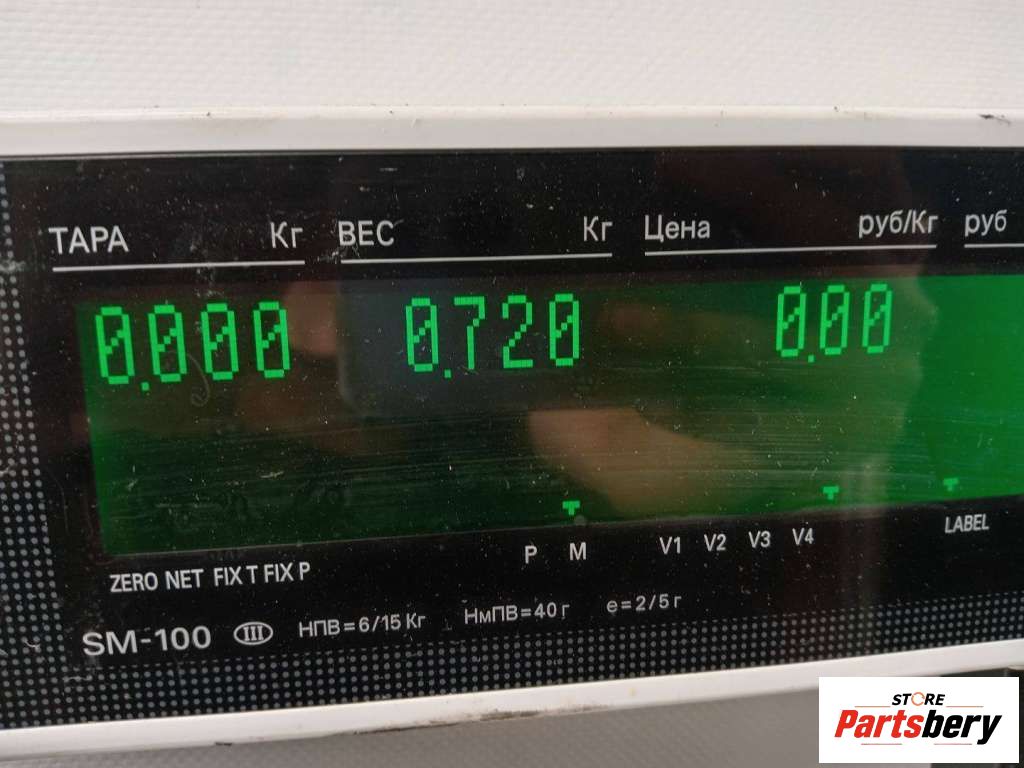 ТАРА Кг ВЕС Кг Цена руб/Кг руб
0.000 0.720 0.00
P M V1 V2 V3 V4 LABEL
ZERO NET FIX T FIX P
SM-100 III НПВ=6/15 Кг НмПВ=40 г e=2/5 г
STORE
Partsbery